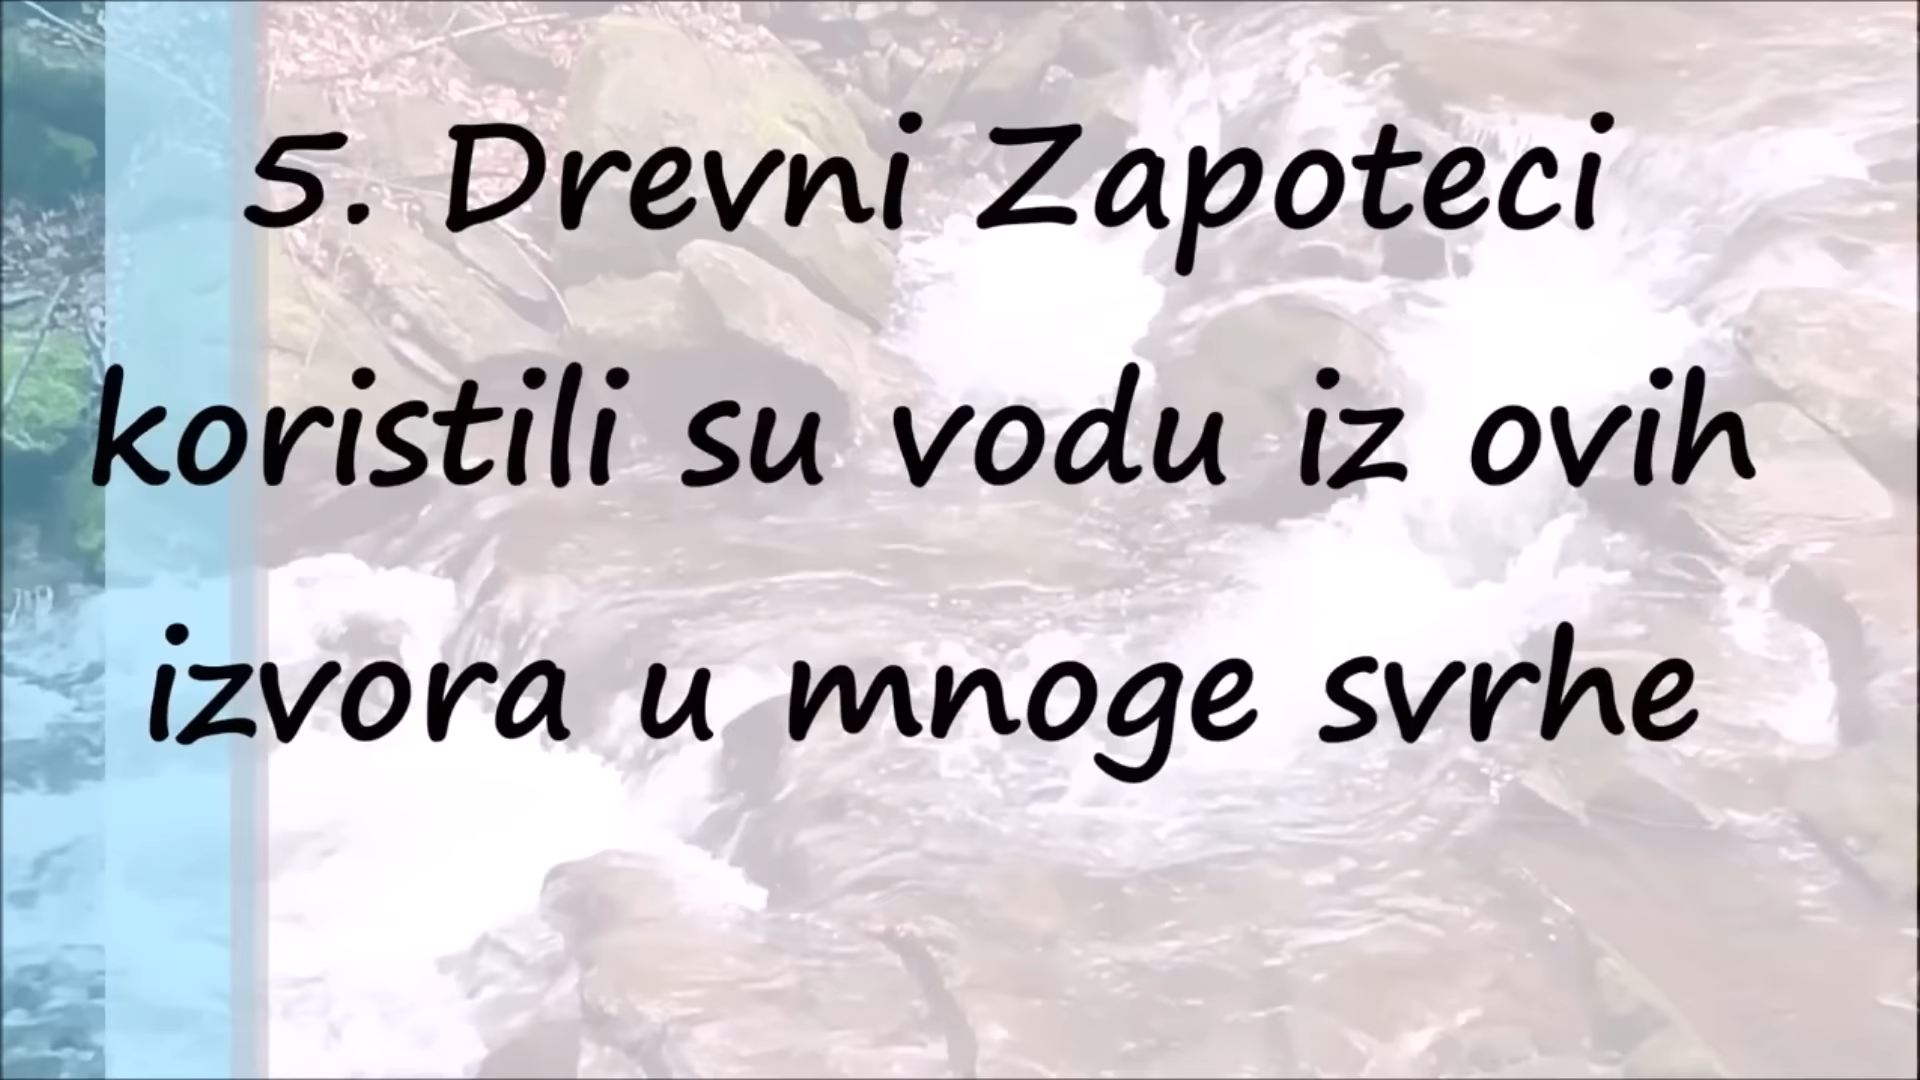 5. Drevni Zapoteci
koristili su vodu iz ovih
izvora u mnoge svrhe